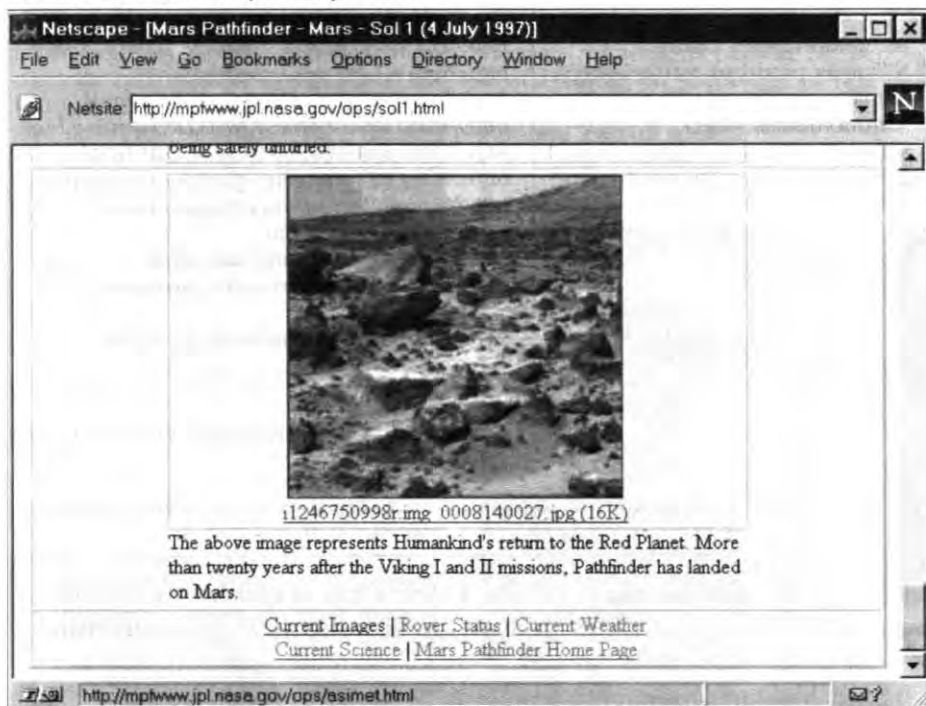 Netscape - [Mars Pathfinder - Mars - Sol 1 (4 July 1997)]
File Edit View Go Bookmarks Options Directory Window Help
Netsite: http://mpfwww.jpl.nasa.gov/ops/sol1.html
N
being safely unfurled.
i1246750998r.img_0008140027.jpg (16K)
The above image represents Humankind's return to the Red Planet. More
than twenty years after the Viking I and II missions, Pathfinder has landed
on Mars.
Current Images | Rover Status | Current Weather
Current Science | Mars Pathfinder Home Page
http://mpfwww.jpl.nasa.gov/ops/asimet.html